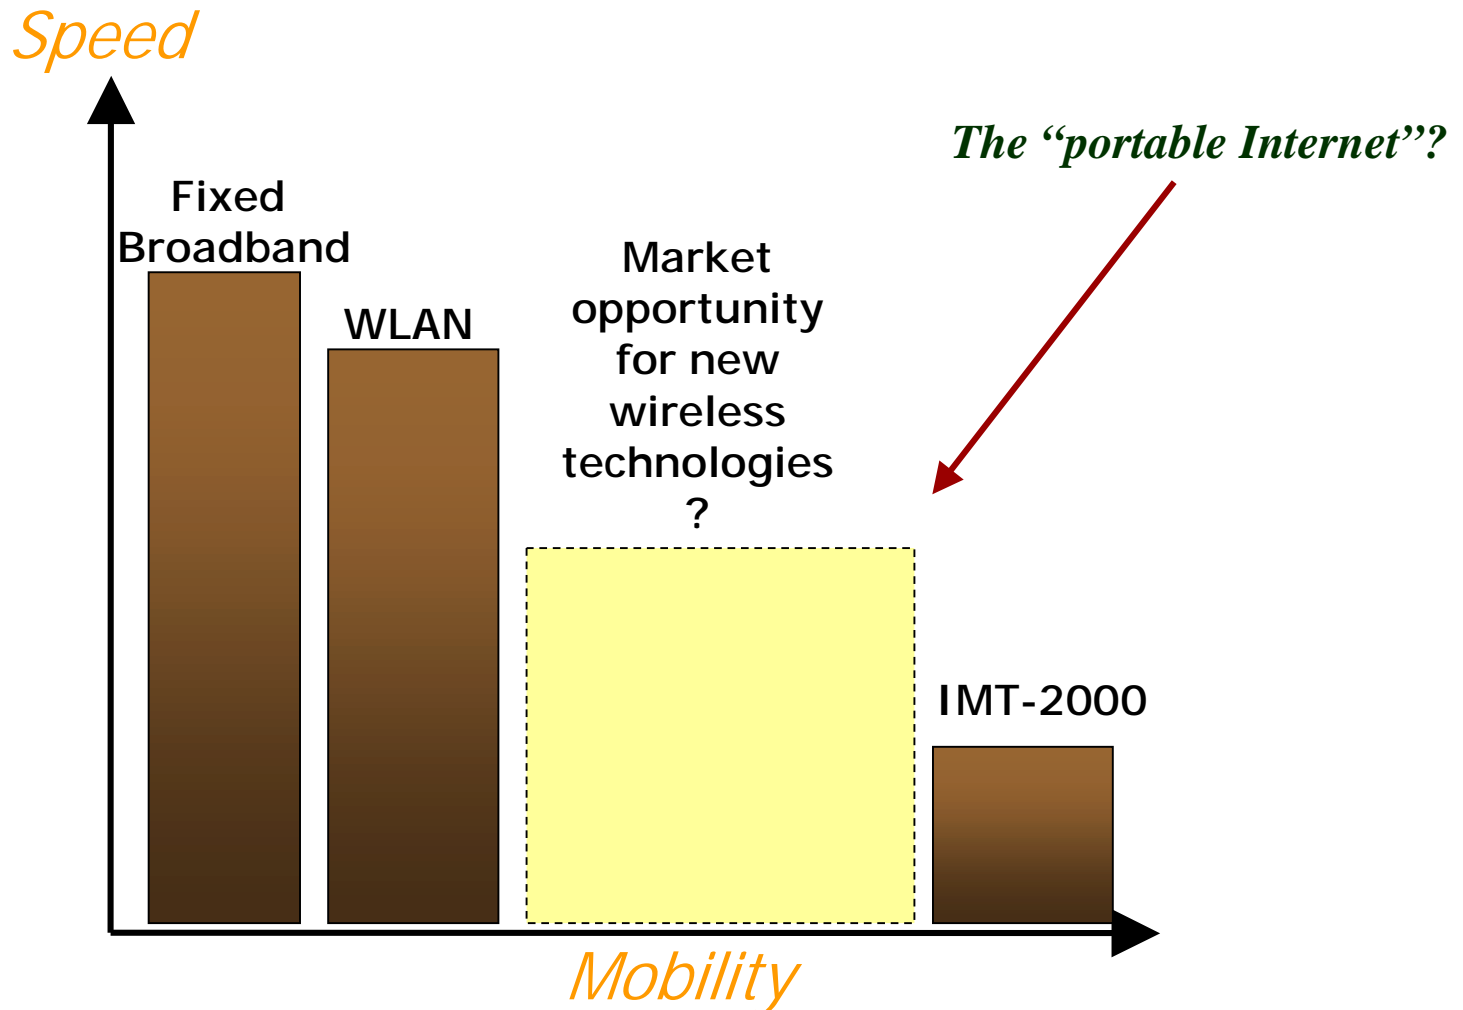 Speed
The “portable Internet”?
Fixed
Broadband
WLAN
Market
opportunity
for new
wireless
technologies
?
IMT-2000
Mobility